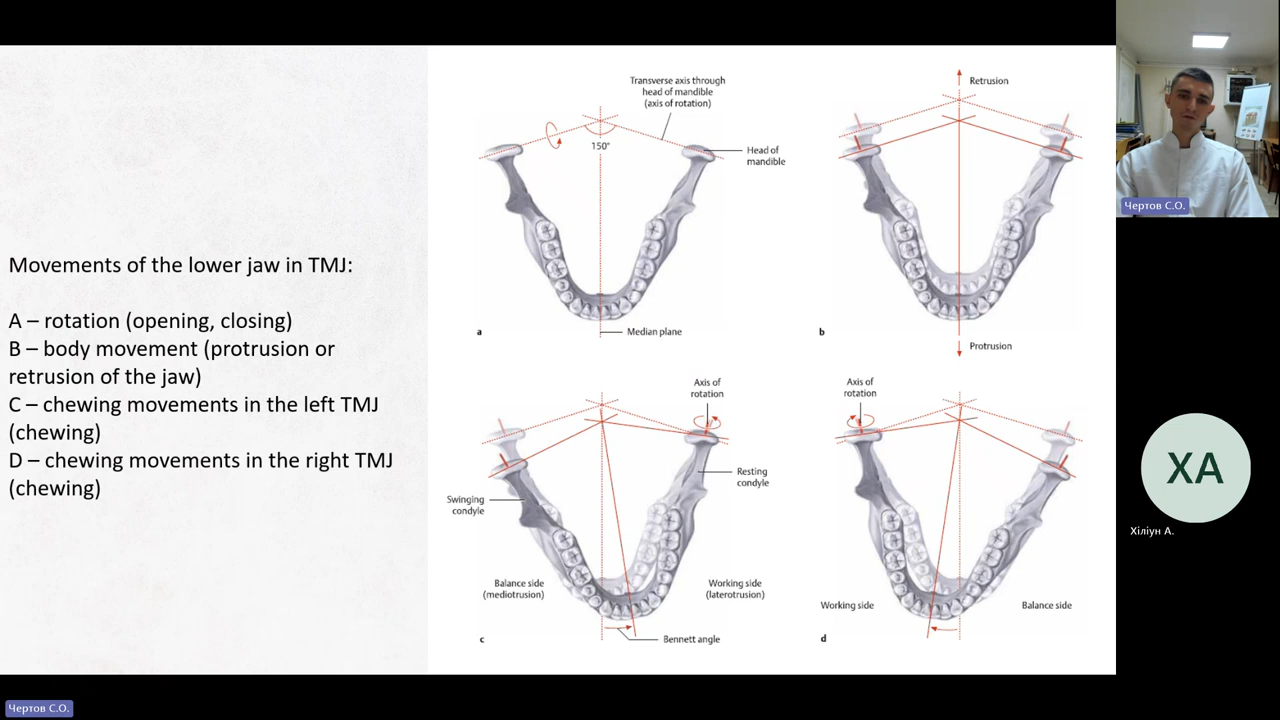 Movements of the lower jaw in TMJ:
A – rotation (opening, closing)
B – body movement (protrusion or
retrusion of the jaw)
C – chewing movements in the left TMJ
(chewing)
D – chewing movements in the right TMJ
(chewing)
Transverse axis through
head of mandible
(axis of rotation)
150°
Head of
mandible
a
Median plane
Retrusion
b
Protrusion
Axis of
rotation
Resting
condyle
Swinging
condyle
Balance side
(mediotrusion)
Working side
(laterotrusion)
c
Bennett angle
Axis of
rotation
Working side
Balance side
d
Чертов С.О.
ХА
Хіліун А.
Чертов С.О.